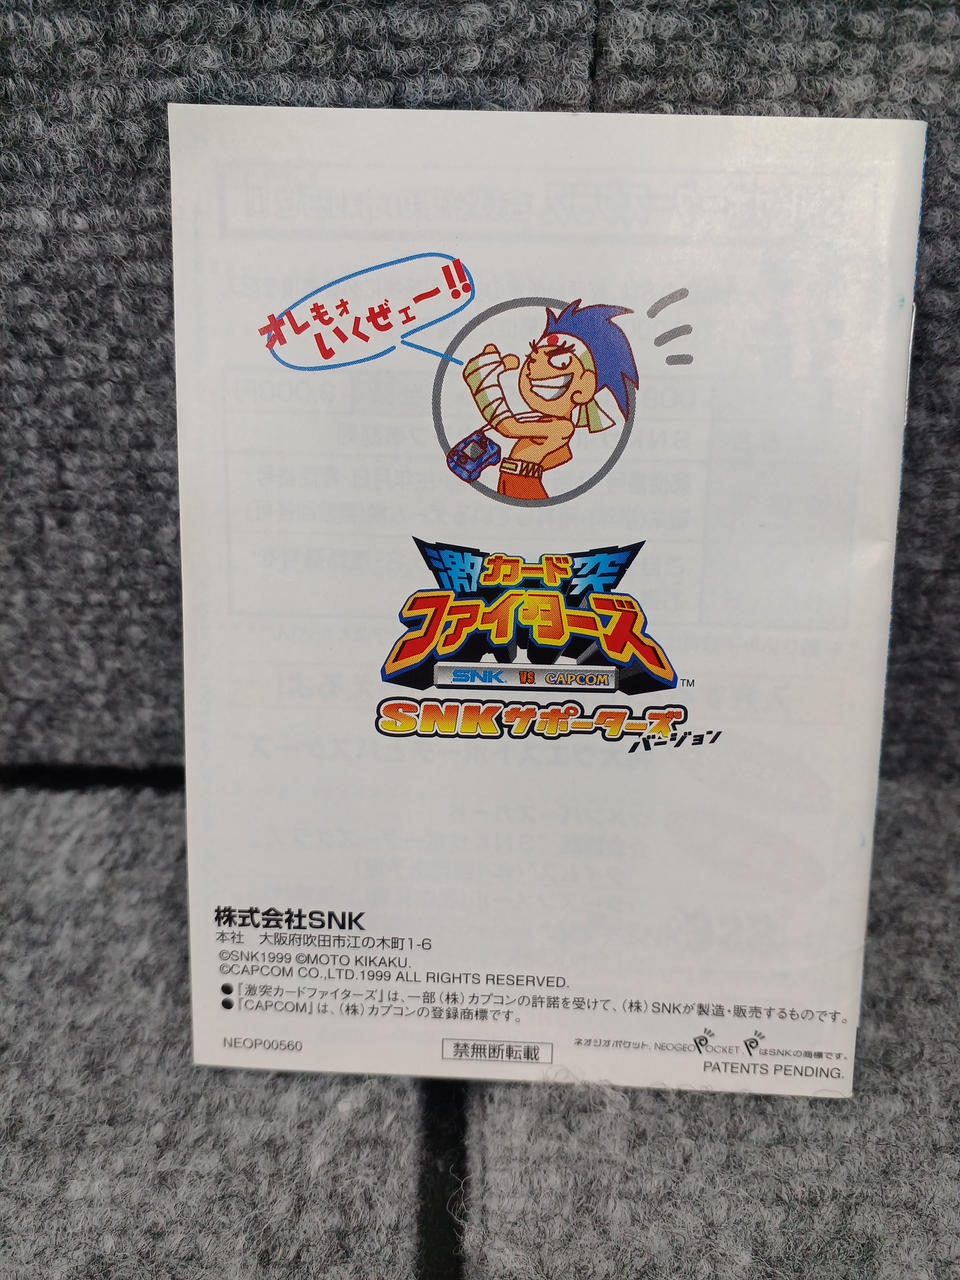 オレもォ
いくぜェー!!
激カード突
ファイターズ
SNK VS. CAPCOM
TM
SNKサポーターズ
バージョン
株式会社SNK
本社 大阪府吹田市江の木町1-6
©SNK1999 ©MOTO KIKAKU.
©CAPCOM CO.,LTD.1999 ALL RIGHTS RESERVED.
●『激突カードファイターズ』は、一部(株)カプコンの許諾を受けて、(株)SNKが製造・販売するものです。
●「CAPCOM」は、(株)カプコンの登録商標です。
NEOP00560
禁無断転載
ネオジオポケット, NEOGEO POCKET, PはSNKの商標です。
PATENTS PENDING.